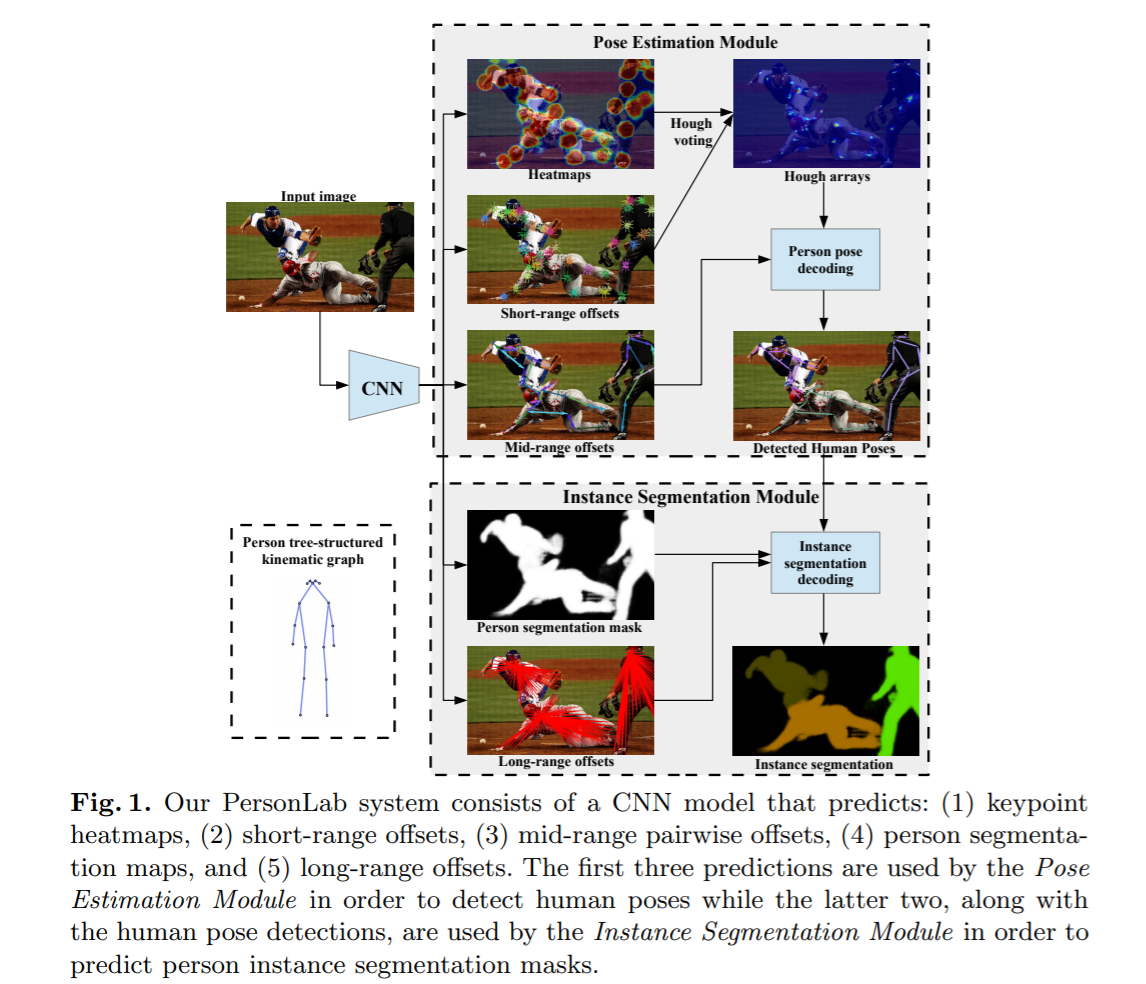 Pose Estimation Module
Heatmaps
Hough
voting
Hough arrays
Input image
Short-range offsets
Person pose
decoding
CNN
Mid-range offsets
Detected Human Poses
Instance Segmentation Module
Person tree-structured
kinematic graph
Person segmentation mask
Instance
segmentation
decoding
Long-range offsets
Instance segmentation
Fig. 1. Our PersonLab system consists of a CNN model that predicts: (1) keypoint
heatmaps, (2) short-range offsets, (3) mid-range pairwise offsets, (4) person segmenta-
tion maps, and (5) long-range offsets. The first three predictions are used by the Pose
Estimation Module in order to detect human poses while the latter two, along with
the human pose detections, are used by the Instance Segmentation Module in order to
predict person instance segmentation masks.